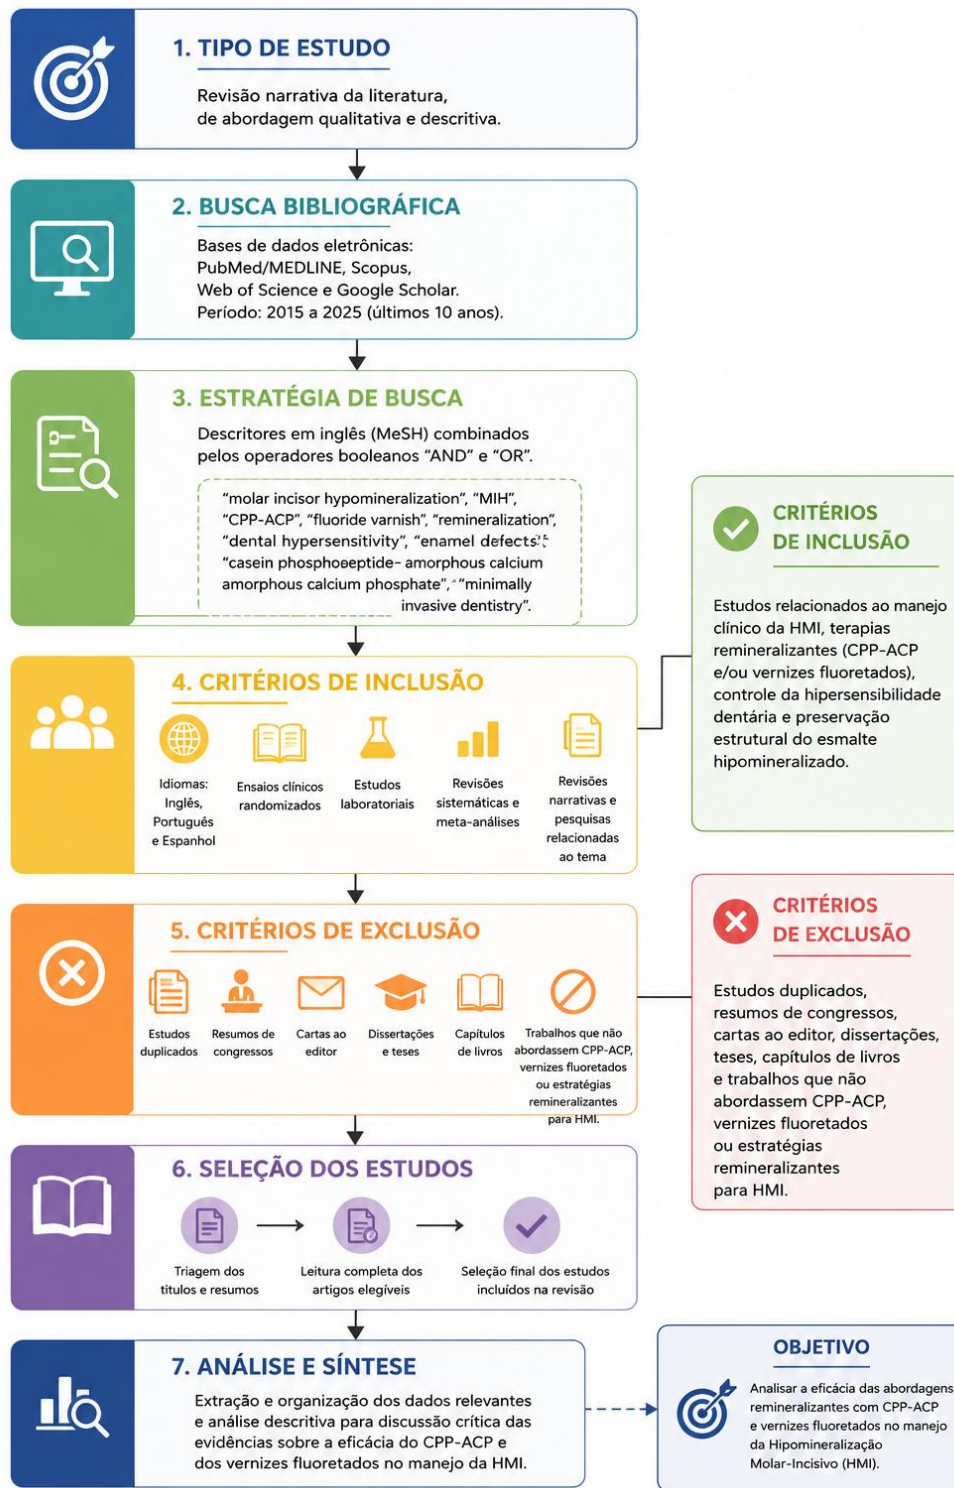 1. TIPO DE ESTUDO
Revisão narrativa da literatura,
de abordagem qualitativa e descritiva.
2. BUSCA BIBLIOGRÁFICA
Bases de dados eletrônicas:
PubMed/MEDLINE, Scopus,
Web of Science e Google Scholar.
Período: 2015 a 2025 (últimos 10 anos).
3. ESTRATÉGIA DE BUSCA
Descritores em inglês (MeSH) combinados
pelos operadores booleanos “AND” e “OR”.
“molar incisor hypomineralization”, “MIH”,
“CPP-ACP”, “fluoride varnish”, “remineralization”,
“dental hypersensitivity”, “enamel defects”,
“casein phosphoeeptide- amorphous calcium
amorphous calcium phosphate”, “minimally
invasive dentistry”.
4. CRITÉRIOS DE INCLUSÃO
Idiomas:
Inglês,
Português
e Espanhol
Ensaios clínicos
randomizados
Estudos
laboratoriais
Revisões
sistemáticas e
meta-análises
Revisões
narrativas e
pesquisas
relacionadas
ao tema
CRITÉRIOS
DE INCLUSÃO
Estudos relacionados ao manejo
clínico da HMI, terapias
remineralizantes (CPP-ACP
e/ou vernizes fluoretados),
controle da hipersensibilidade
dentária e preservação
estrutural do esmalte
hipomineralizado.
5. CRITÉRIOS DE EXCLUSÃO
Estudos
duplicados
Resumos de
congressos
Cartas ao
editor
Dissertações
e teses
Capítulos
de livros
Trabalhos que não
abordassem CPP-ACP,
vernizes fluoretados
ou estratégias
remineralizantes
para HMI.
CRITÉRIOS
DE EXCLUSÃO
Estudos duplicados,
resumos de congressos,
cartas ao editor, dissertações,
teses, capítulos de livros
e trabalhos que não
abordassem CPP-ACP,
vernizes fluoretados
ou estratégias
remineralizantes
para HMI.
6. SELEÇÃO DOS ESTUDOS
Triagem dos
titulos e resumos
Leitura completa dos
artigos elegíveis
Seleção final dos estudos
incluídos na revisão
7. ANÁLISE E SÍNTESE
Extração e organização dos dados relevantes
e análise descritiva para discussão crítica das
evidências sobre a eficácia do CPP-ACP e
dos vernizes fluoretados no manejo da HMI.
OBJETIVO
Analisar a eficácia das abordagens
remineralizantes com CPP-ACP
e vernizes fluoretados no manejo
da Hipomineralização
Molar-Incisivo (HMI).